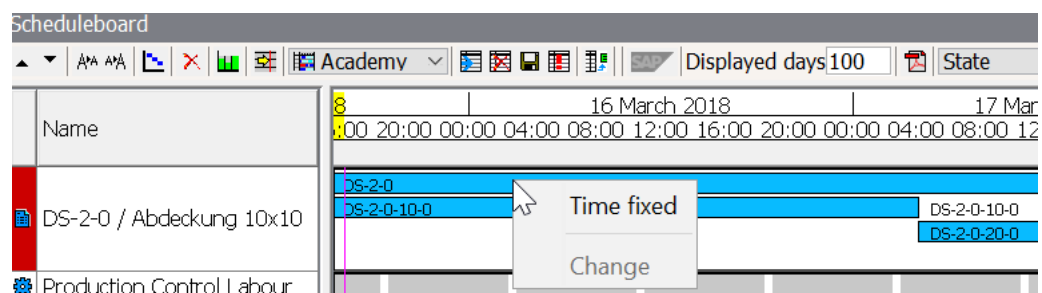 Scheduleboard
Academy
SAP
Displayed days 100
State
Name
8
16 March 2018
17 Mar
:00 20:00 00:00 04:00 08:00 12:00 16:00 20:00 00:00 04:00 08:00 12
DS-2-0 / Abdeckung 10x10
DS-2-0
DS-2-0-10-0
DS-2-0-10-0
DS-2-0-20-0
Time fixed
Change
Production Control Labour